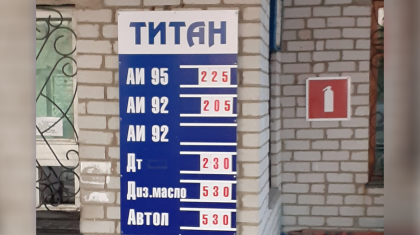 ТИТАН
АИ 95 225
АИ 92 205
АИ 92
Дт 230
Диз.масло 530
Автол 530